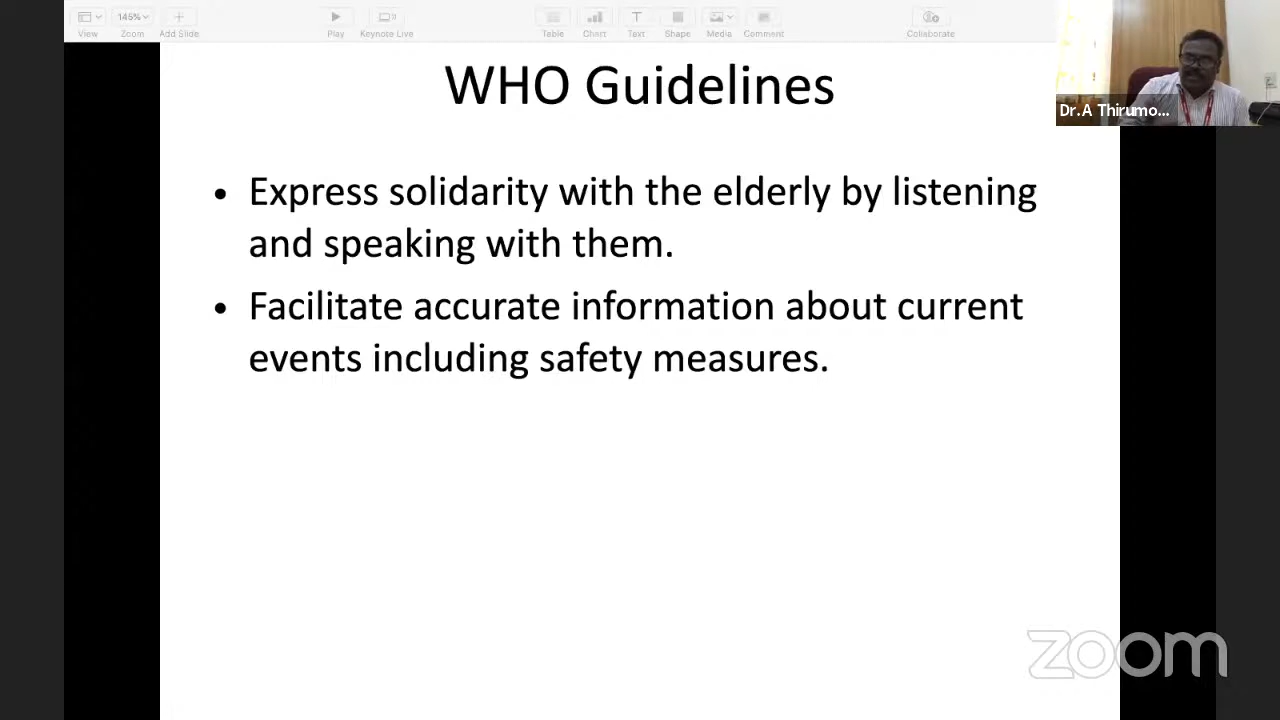 145%
View
Zoom
Add Slide
Play
Keynote Live
Table
Chart
Text
Shape
Media
Comment
Collaborate
Dr.A Thirumo...
WHO Guidelines
• Express solidarity with the elderly by listening
and speaking with them.
• Facilitate accurate information about current
events including safety measures.
zoom